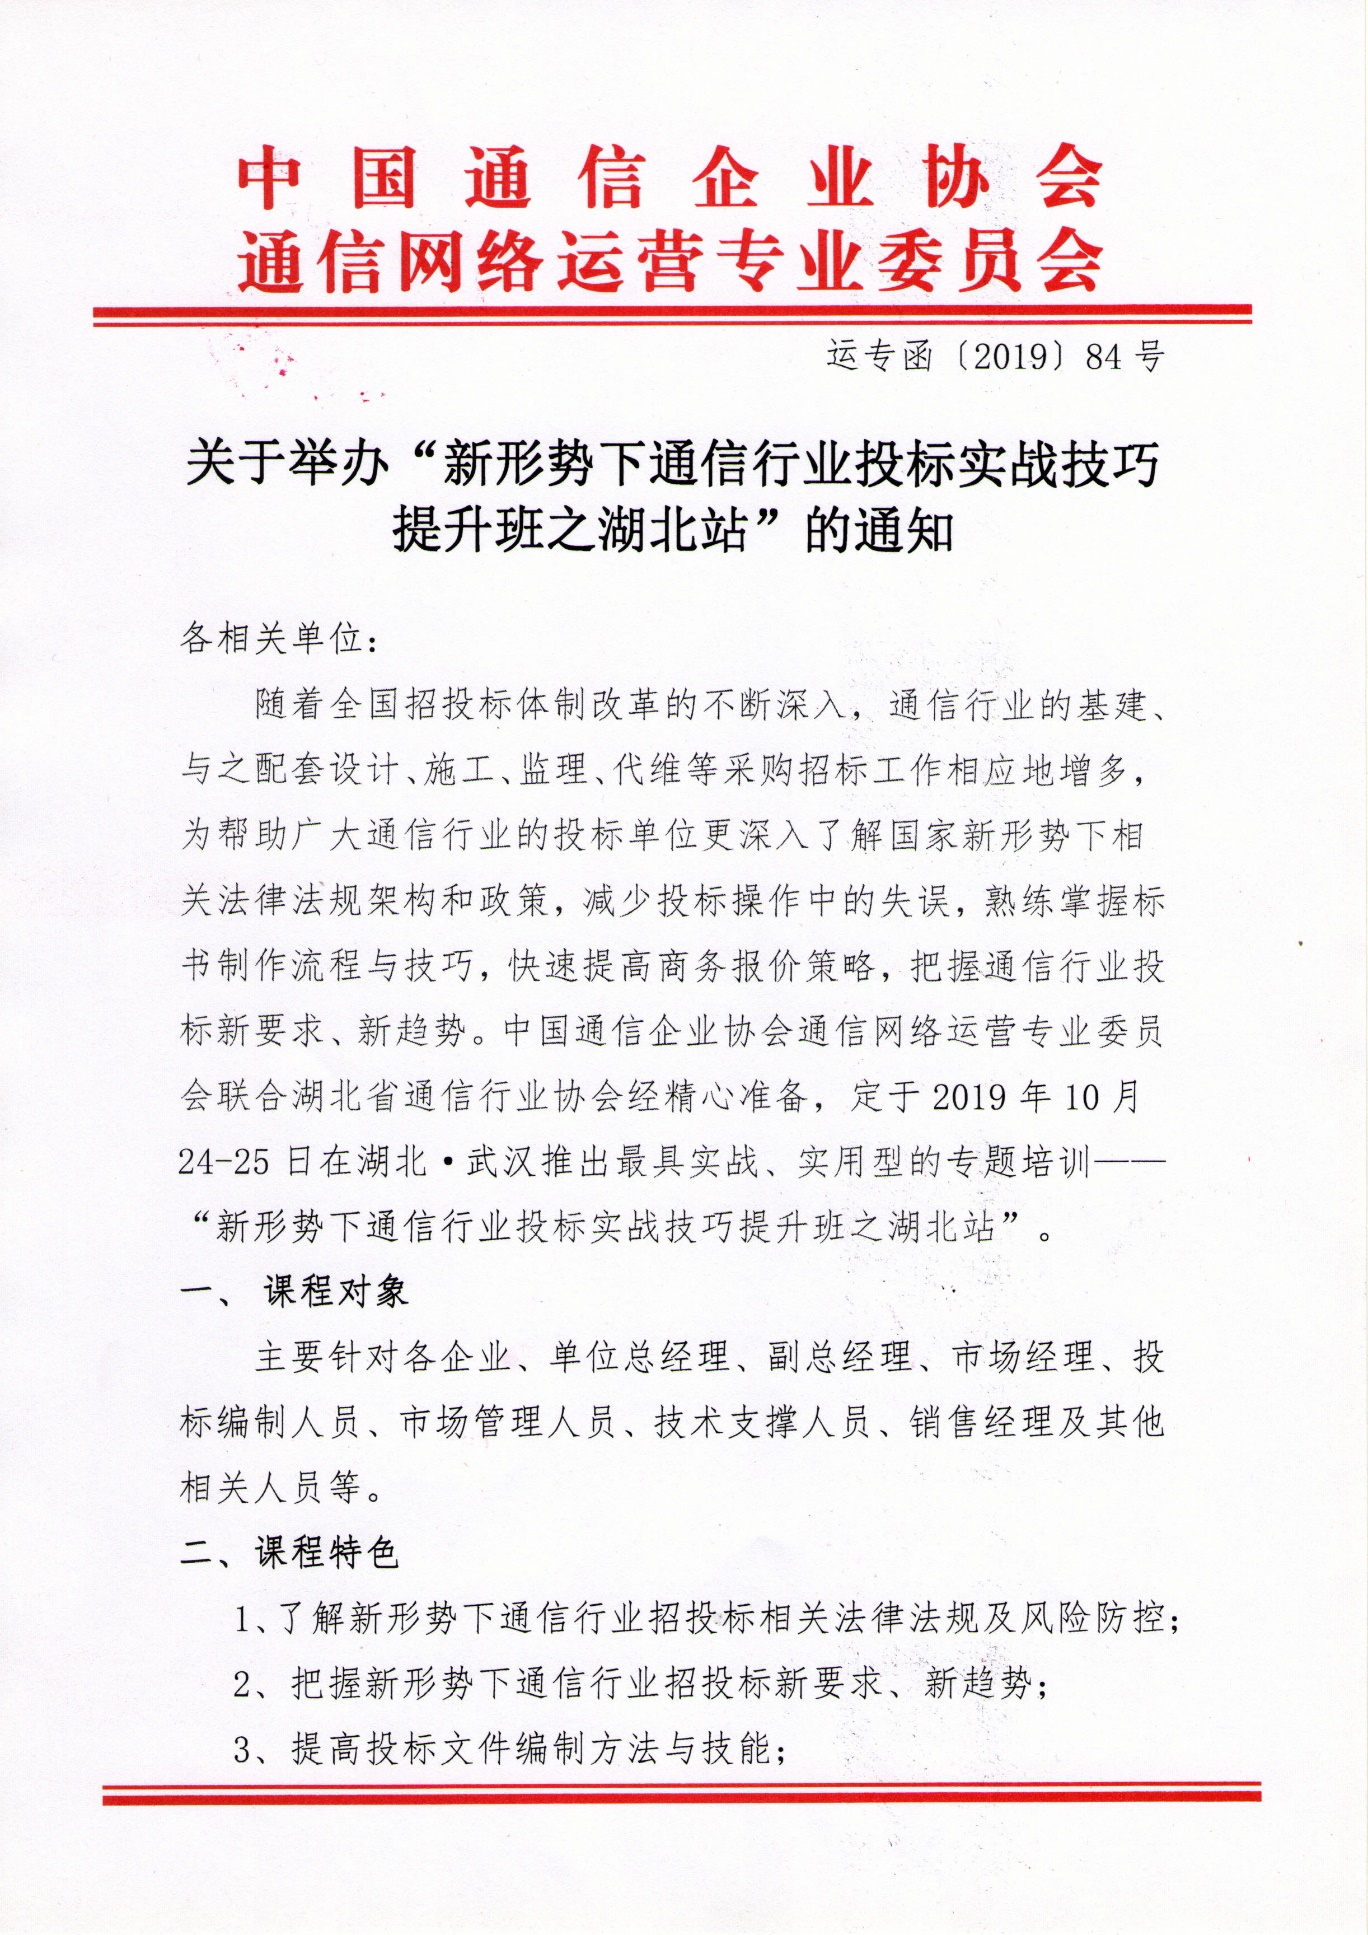 中国通信企业协会
通信网络运营专业委员会
运专函〔2019〕84 号
关于举办“新形势下通信行业投标实战技巧
提升班之湖北站”的通知
各相关单位：
随着全国招投标体制改革的不断深入，通信行业的基建、
与之配套设计、施工、监理、代维等采购招标工作相应地增多，
为帮助广大通信行业的投标单位更深入了解国家新形势下相
关法律法规架构和政策，减少投标操作中的失误，熟练掌握标
书制作流程与技巧，快速提高商务报价策略，把握通信行业投
标新要求、新趋势。中国通信企业协会通信网络运营专业委员
会联合湖北省通信行业协会经精心准备，定于 2019 年 10 月
24-25 日在湖北·武汉推出最具实战、实用型的专题培训——
“新形势下通信行业投标实战技巧提升班之湖北站”。
一、 课程对象
主要针对各企业、单位总经理、副总经理、市场经理、投
标编制人员、市场管理人员、技术支撑人员、销售经理及其他
相关人员等。
二、课程特色
1、了解新形势下通信行业招投标相关法律法规及风险防控；
2、把握新形势下通信行业招投标新要求、新趋势；
3、提高投标文件编制方法与技能；